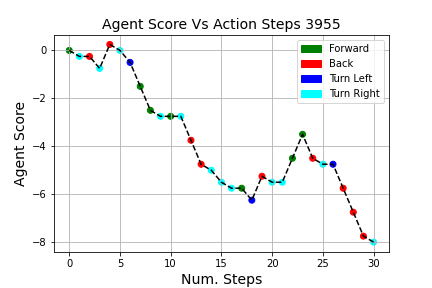 Agent Score Vs Action Steps 3955
Forward
Back
Turn Left
Turn Right
Agent Score
0
−2
−4
−6
−8
0 5 10 15 20 25 30
Num. Steps